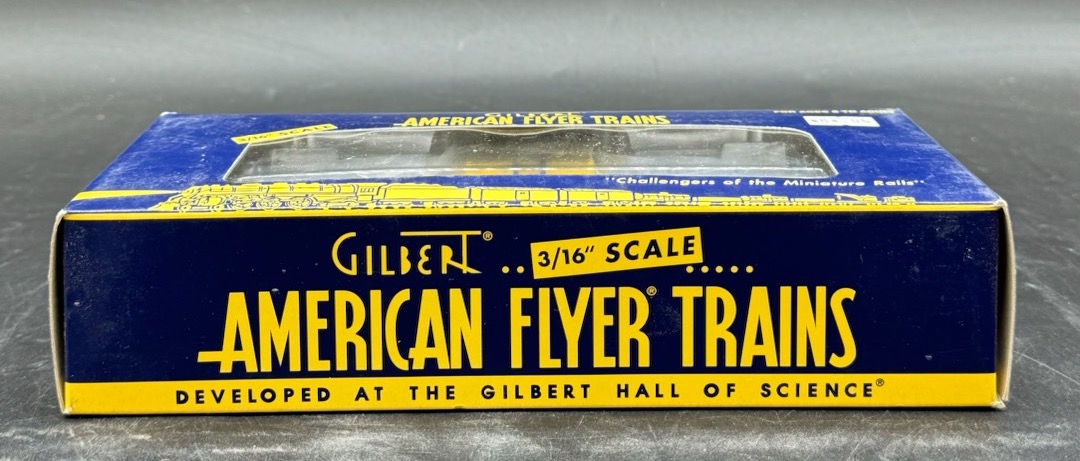 AMERICAN FLYER TRAINS
3/16" SCALE
"Challengers of the Miniature Rails"
GILBERT® .. 3/16" SCALE .....
AMERICAN FLYER® TRAINS
DEVELOPED AT THE GILBERT HALL OF SCIENCE®